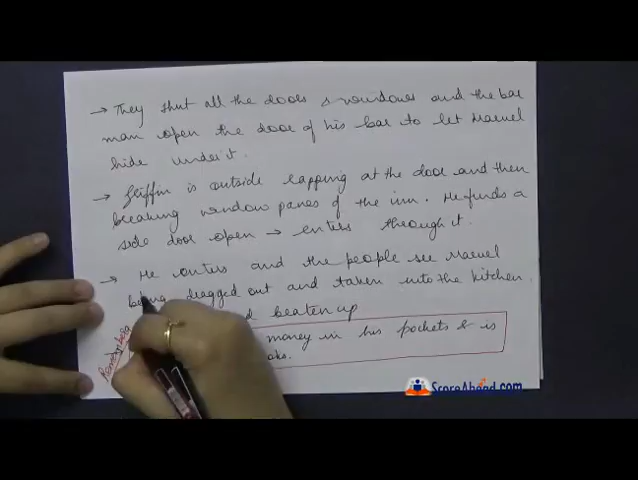 → They shut all the doors & windows and the bar
man open the door of his bar to let Marvel
hide under it.
→ Griffin is outside rapping at the door and then
breaking window panes of the inn. He finds a
side door open → enters through it.
→ He enters and the people see Marvel
being dragged out and taken into the kitchen
beaten up
money in his pockets & is
ScoreAhead.com